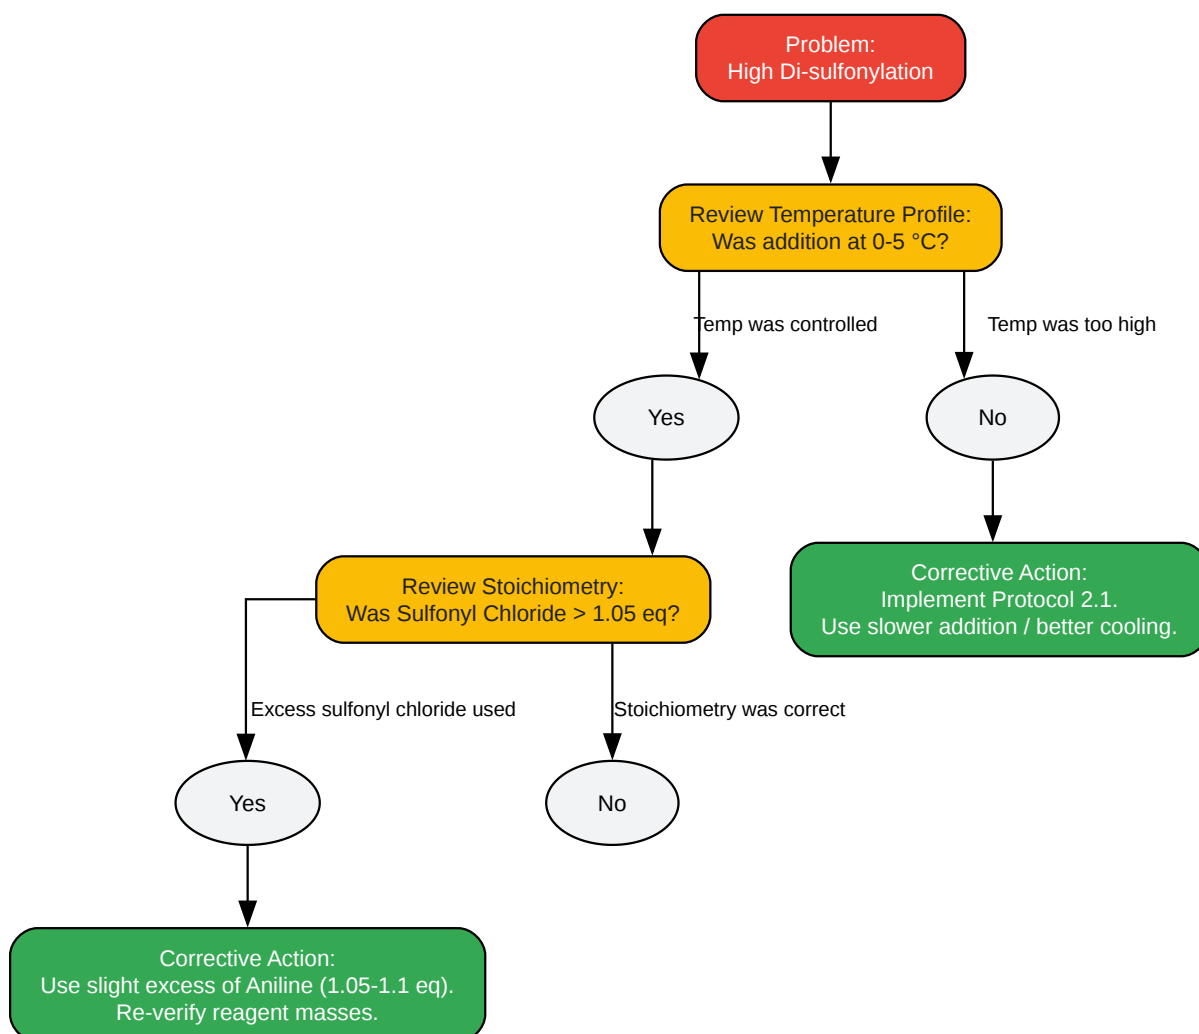 Problem:
High Di-sulfonylation
Review Temperature Profile:
Was addition at 0-5 °C?
Temp was controlled
Temp was too high
Yes
No
Review Stoichiometry:
Was Sulfonyl Chloride > 1.05 eq?
Corrective Action:
Implement Protocol 2.1.
Use slower addition / better cooling.
Excess sulfonyl chloride used
Stoichiometry was correct
Yes
No
Corrective Action:
Use slight excess of Aniline (1.05-1.1 eq).
Re-verify reagent masses.